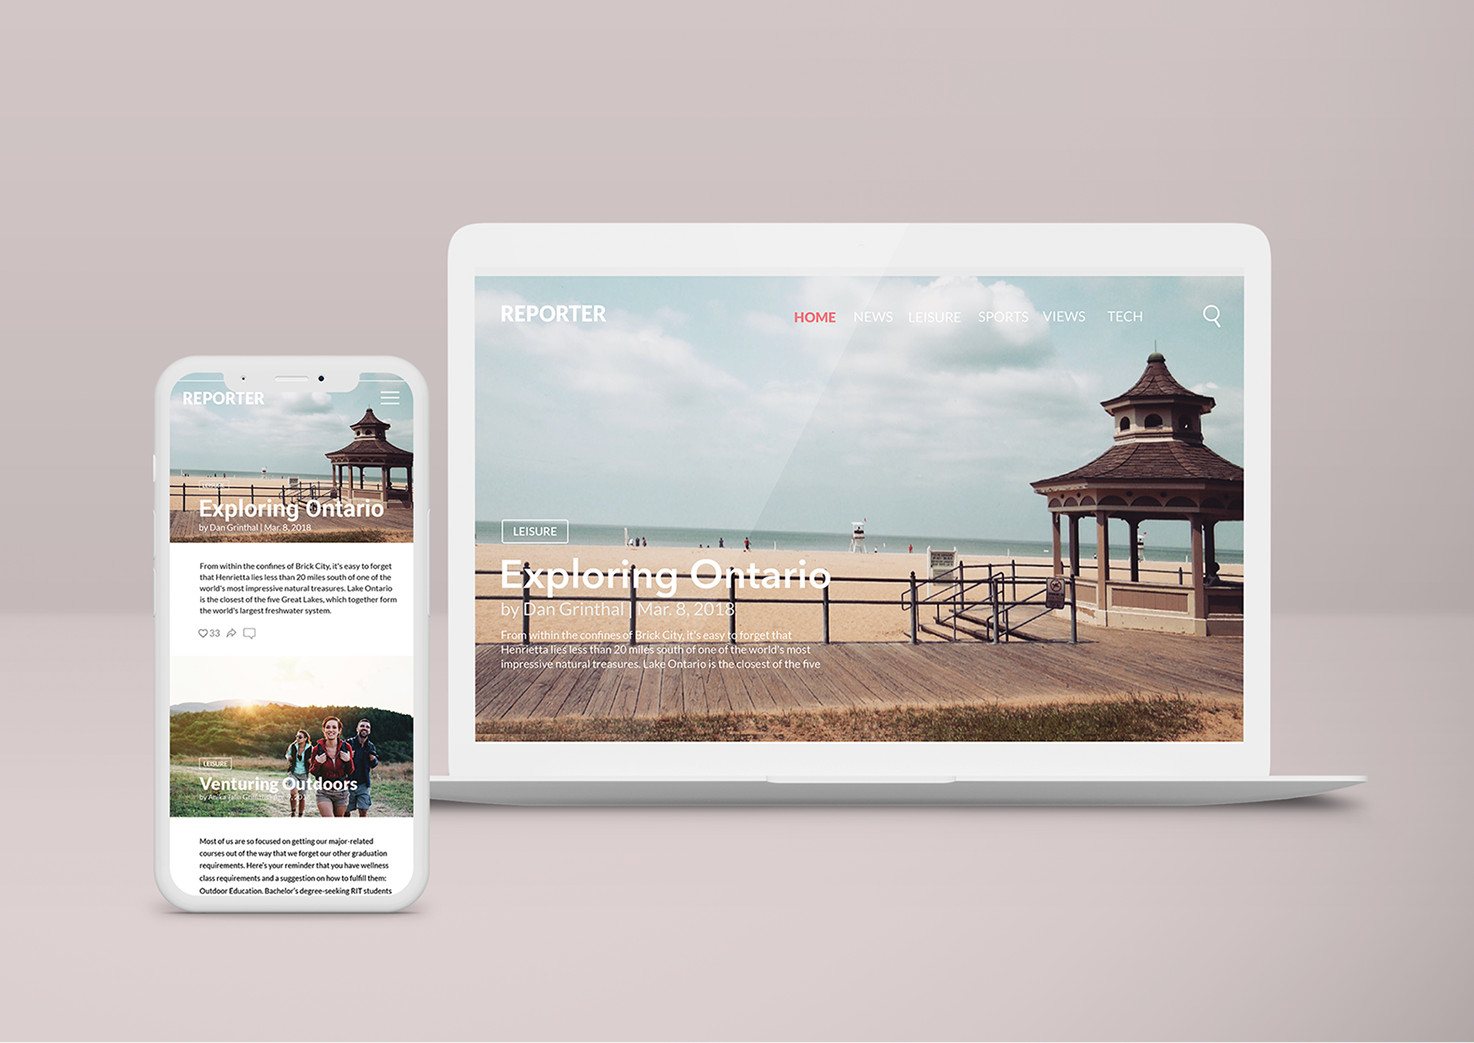 REPORTER
HOME NEWS LEISURE SPORTS VIEWS TECH
LEISURE
Exploring Ontario
by Dan Grinthal | Mar. 8, 2018
From within the confines of Brick City, it's easy to forget that
Henrietta lies less than 20 miles south of one of the world's most
impressive natural treasures. Lake Ontario is the closest of the five
REPORTER
LEISURE
Exploring Ontario
by Dan Grinthal | Mar. 8, 2018
From within the confines of Brick City, it's easy to forget
that Henrietta lies less than 20 miles south of one of the
world's most impressive natural treasures. Lake Ontario
is the closest of the five Great Lakes, which together form
the world's largest freshwater system.
33
LEISURE
Venturing Outdoors
by
Most of us are so focused on getting our major-related
courses out of the way that we forget our other graduation
requirements. Here's your reminder that you have wellness
class requirements and a suggestion on how to fulfill them:
Outdoor Education. Bachelor's degree-seeking RIT students